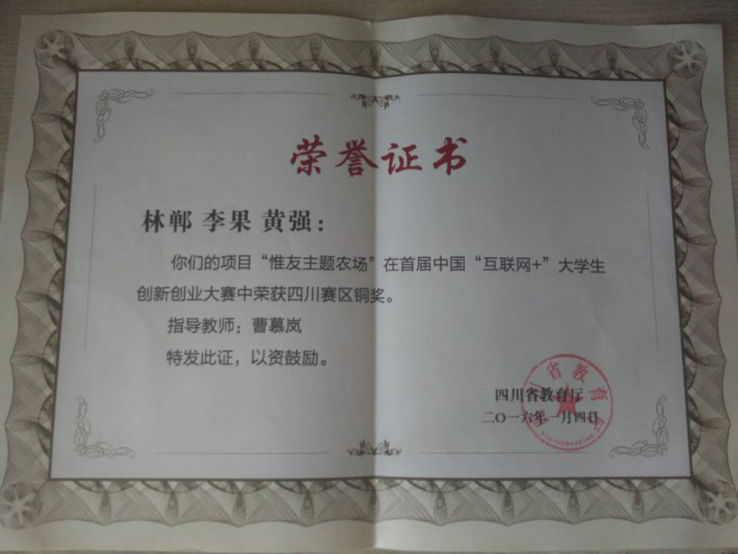 荣誉证书
林郸 李果 黄强：
你们的项目“惟友主题农场”在首届中国“互联网+”大学生
创新创业大赛中荣获四川赛区铜奖。
指导教师：曹慕岚
特发此证，以资鼓励。
四川省教育厅
二〇一六年一月四日